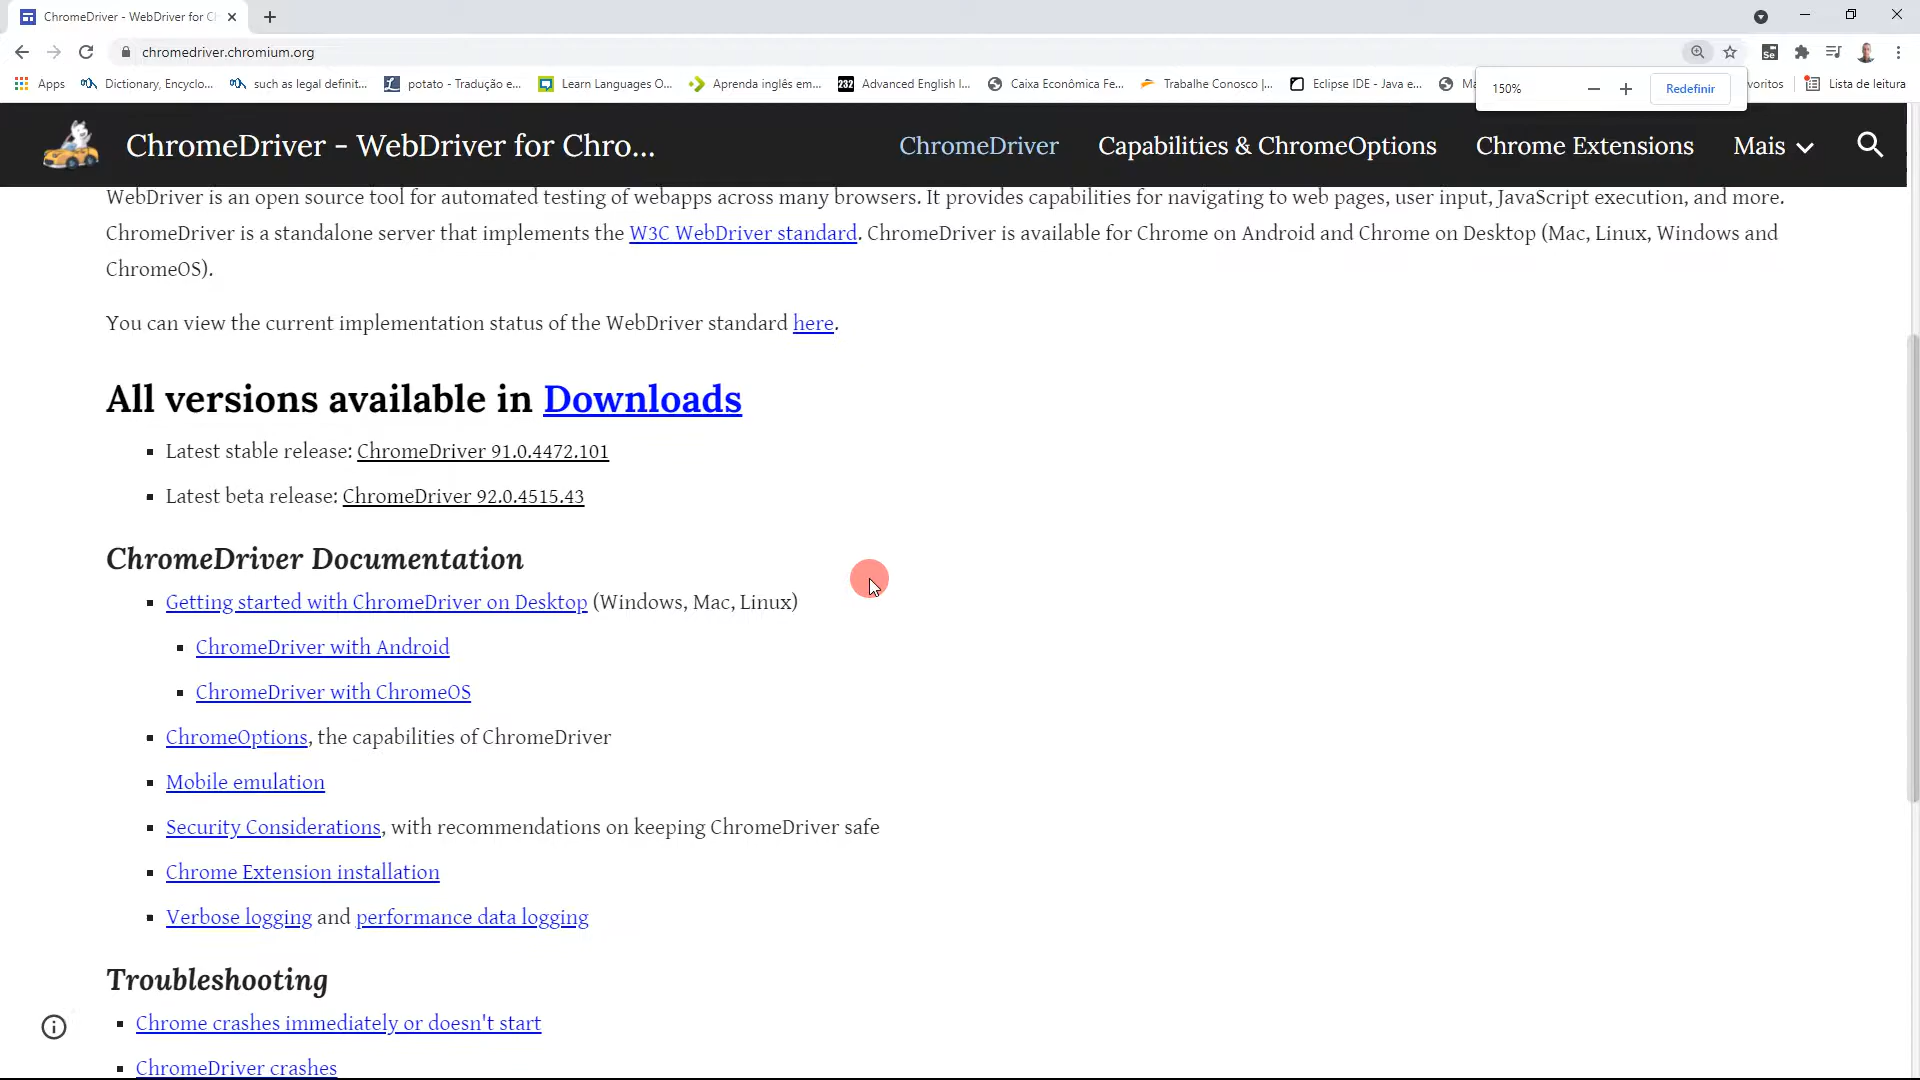 ChromeDriver - WebDriver for Ch
chromedriver.chromium.org
Apps
Dictionary, Encyclo...
such as legal definit...
potato - Tradução e...
Learn Languages O...
Aprenda inglês em...
232
Advanced English l...
Caixa Econômica Fe...
Trabalhe Conosco |...
Eclipse IDE - Java e...
Lista de leitura
150%
Redefinir
ChromeDriver - WebDriver for Chro...
ChromeDriver
Capabilities & ChromeOptions
Chrome Extensions
Mais
WebDriver is an open source tool for automated testing of webapps across many browsers. It provides capabilities for navigating to web pages, user input, JavaScript execution, and more.
ChromeDriver is a standalone server that implements the W3C WebDriver standard. ChromeDriver is available for Chrome on Android and Chrome on Desktop (Mac, Linux, Windows and
ChromeOS).
You can view the current implementation status of the WebDriver standard here.
All versions available in Downloads
Latest stable release: ChromeDriver 91.0.4472.101
Latest beta release: ChromeDriver 92.0.4515.43
ChromeDriver Documentation
Getting started with ChromeDriver on Desktop (Windows, Mac, Linux)
ChromeDriver with Android
ChromeDriver with ChromeOS
ChromeOptions, the capabilities of ChromeDriver
Mobile emulation
Security Considerations, with recommendations on keeping ChromeDriver safe
Chrome Extension installation
Verbose logging and performance data logging
Troubleshooting
Chrome crashes immediately or doesn't start
ChromeDriver crashes